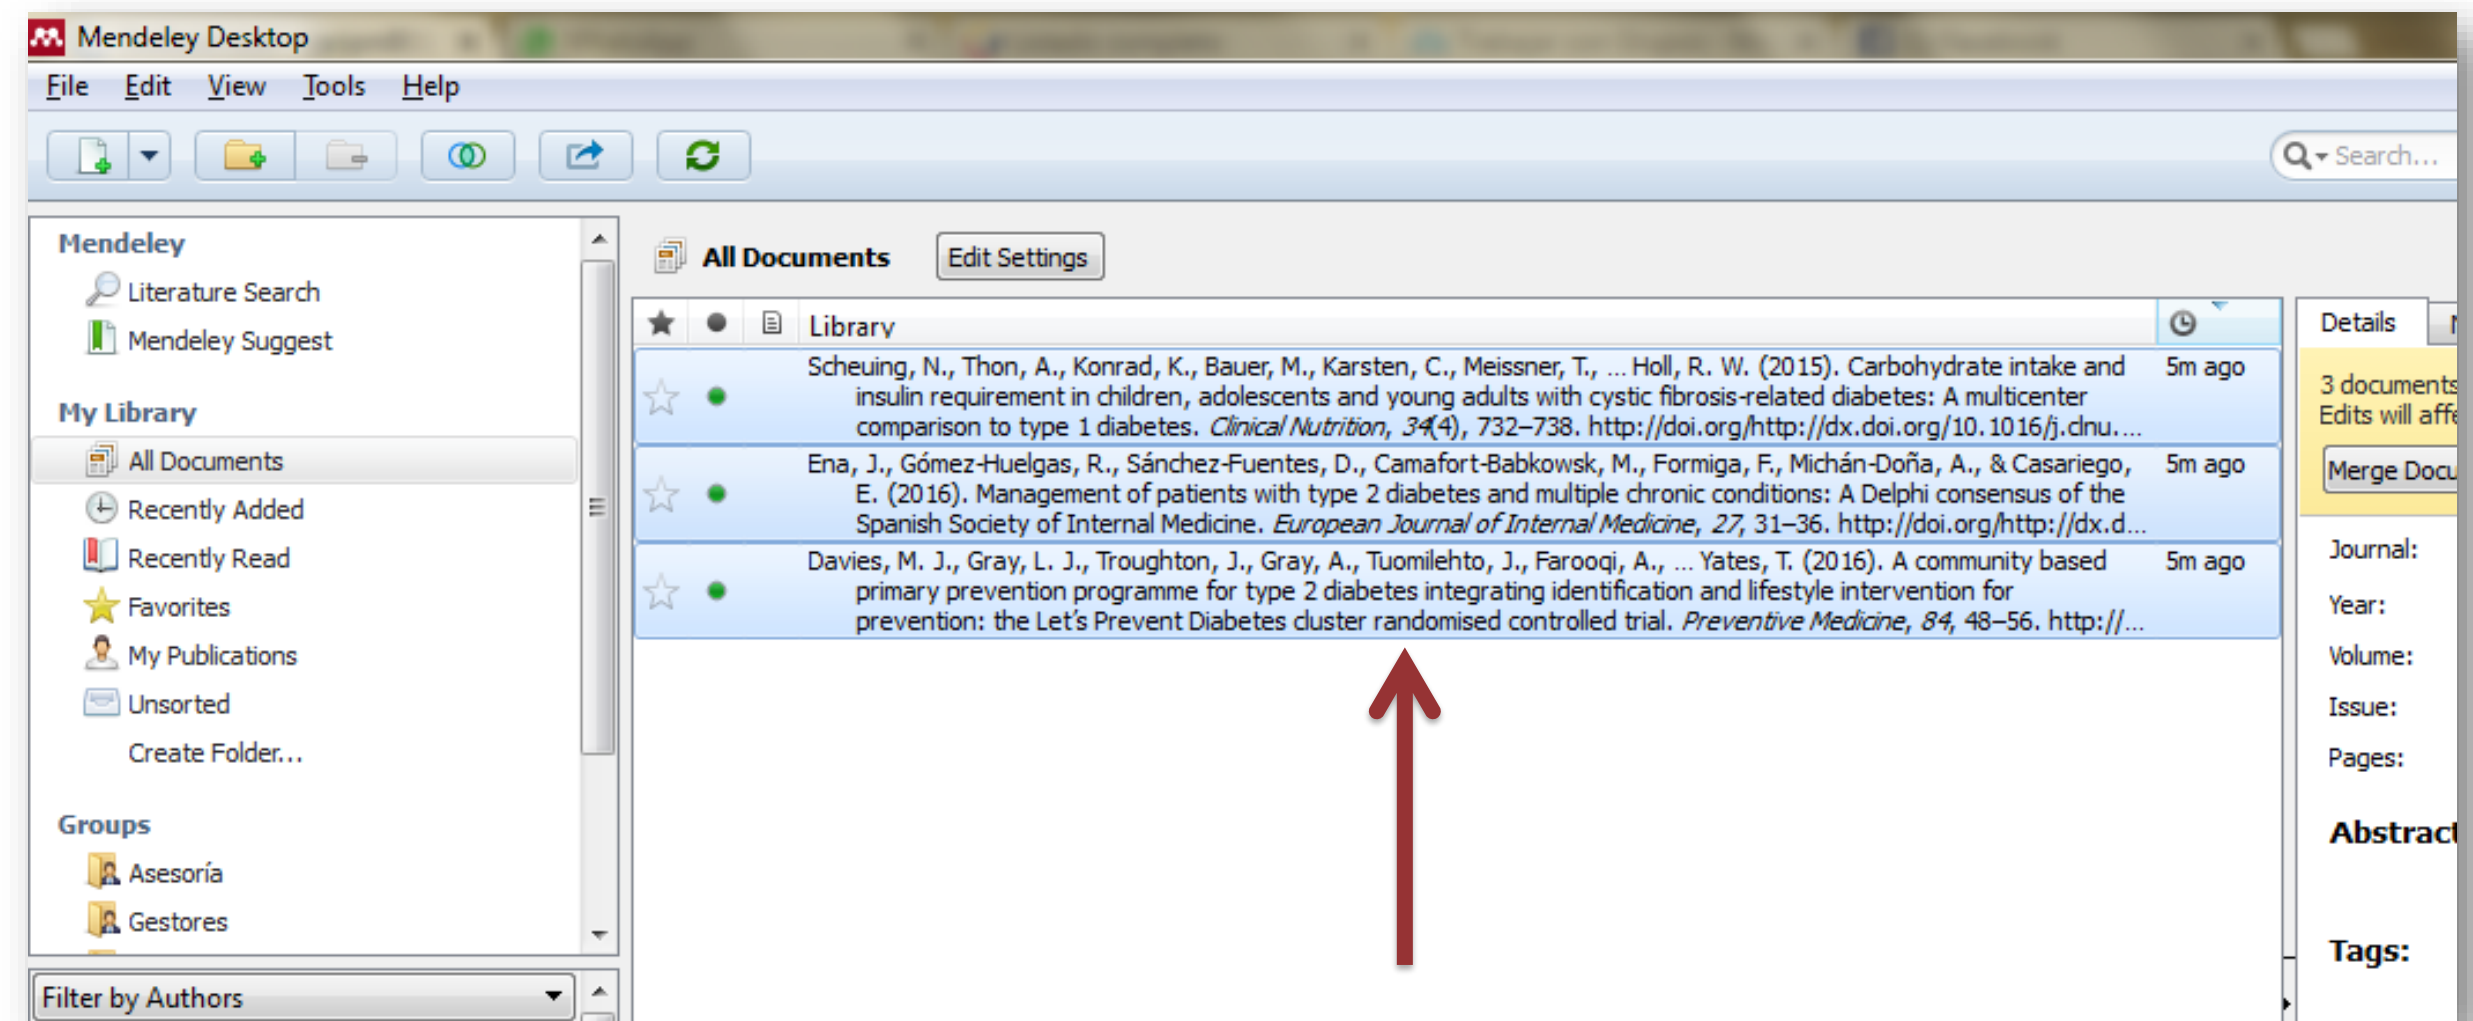 Mendeley Desktop
File Edit View Tools Help
Search...
Mendeley
Literature Search
Mendeley Suggest
My Library
All Documents
Recently Added
Recently Read
Favorites
My Publications
Unsorted
Create Folder...
Groups
Asesoría
Gestores
Filter by Authors
All Documents Edit Settings
Library
Scheuing, N., Thon, A., Konrad, K., Bauer, M., Karsten, C., Meissner, T., ... Holl, R. W. (2015). Carbohydrate intake and 5m ago
insulin requirement in children, adolescents and young adults with cystic fibrosis-related diabetes: A multicenter
comparison to type 1 diabetes. Clinical Nutrition, 34(4), 732–738. http://doi.org/http://dx.doi.org/10.1016/j.clnu....
Ena, J., Gómez-Huelgas, R., Sánchez-Fuentes, D., Camafort-Babkowsk, M., Formiga, F., Michán-Doña, A., & Casariego, 5m ago
E. (2016). Management of patients with type 2 diabetes and multiple chronic conditions: A Delphi consensus of the
Spanish Society of Internal Medicine. European Journal of Internal Medicine, 27, 31–36. http://doi.org/http://dx.d...
Davies, M. J., Gray, L. J., Troughton, J., Gray, A., Tuomilehto, J., Farooqi, A., ... Yates, T. (2016). A community based 5m ago
primary prevention programme for type 2 diabetes integrating identification and lifestyle intervention for
prevention: the Let's Prevent Diabetes cluster randomised controlled trial. Preventive Medicine, 84, 48–56. http://...
Details
3 documents
Edits will affe
Merge Docu
Journal:
Year:
Volume:
Issue:
Pages:
Abstract
Tags: